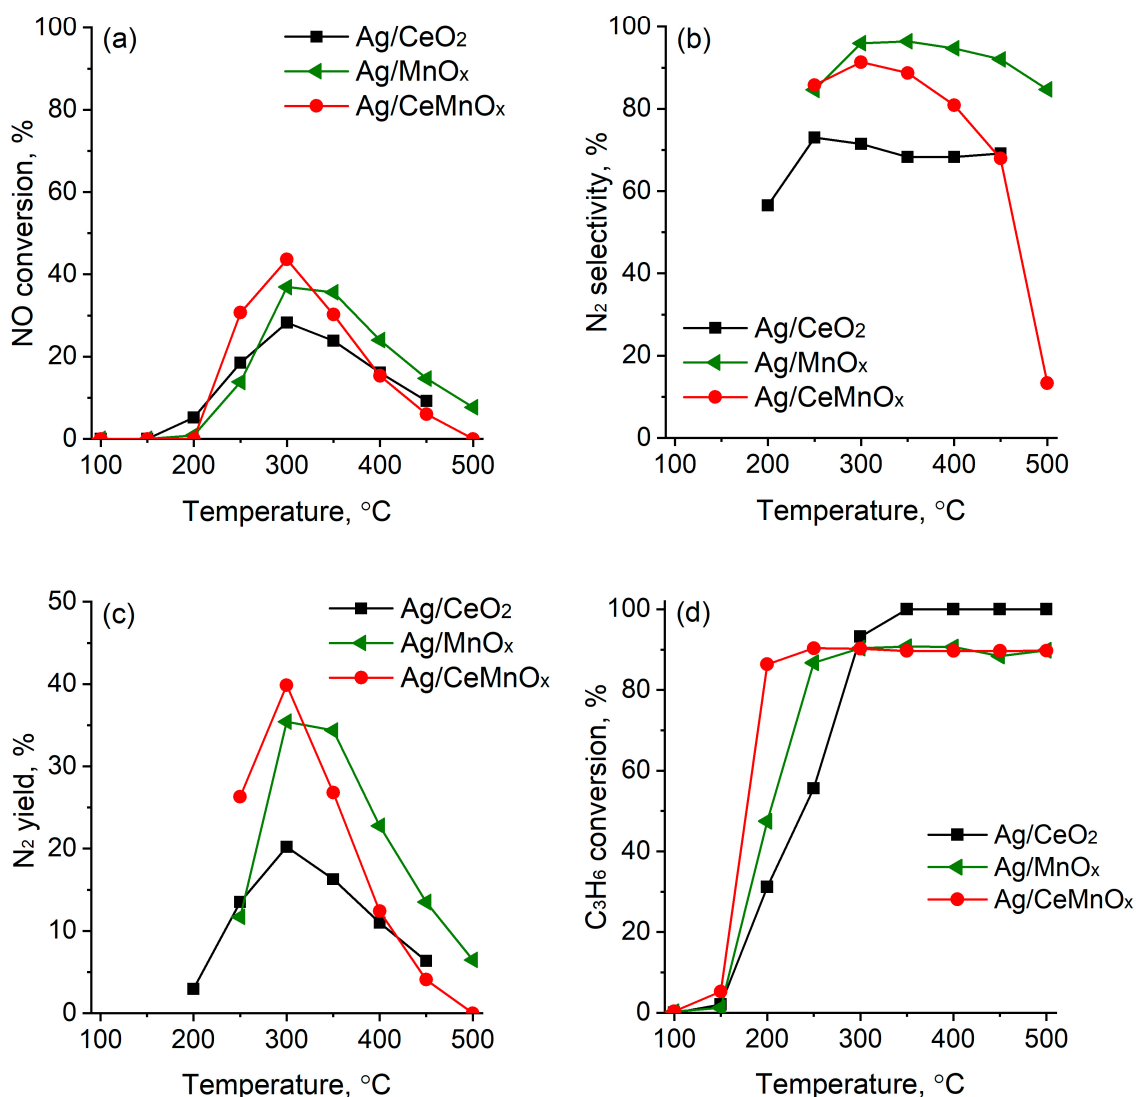 (a)
Ag/CeO₂
Ag/MnOₓ
Ag/CeMnOₓ
NO conversion, %
100
80
60
40
20
0
100 200 300 400 500
Temperature, °C
(b)
Ag/CeO₂
Ag/MnOₓ
Ag/CeMnOₓ
N₂ selectivity, %
100
80
60
40
20
0
100 200 300 400 500
Temperature, °C
(c)
Ag/CeO₂
Ag/MnOₓ
Ag/CeMnOₓ
N₂ yield, %
50
40
30
20
10
0
100 200 300 400 500
Temperature, °C
(d)
Ag/CeO₂
Ag/MnOₓ
Ag/CeMnOₓ
C₃H₆ conversion, %
100
80
60
40
20
0
100 200 300 400 500
Temperature, °C